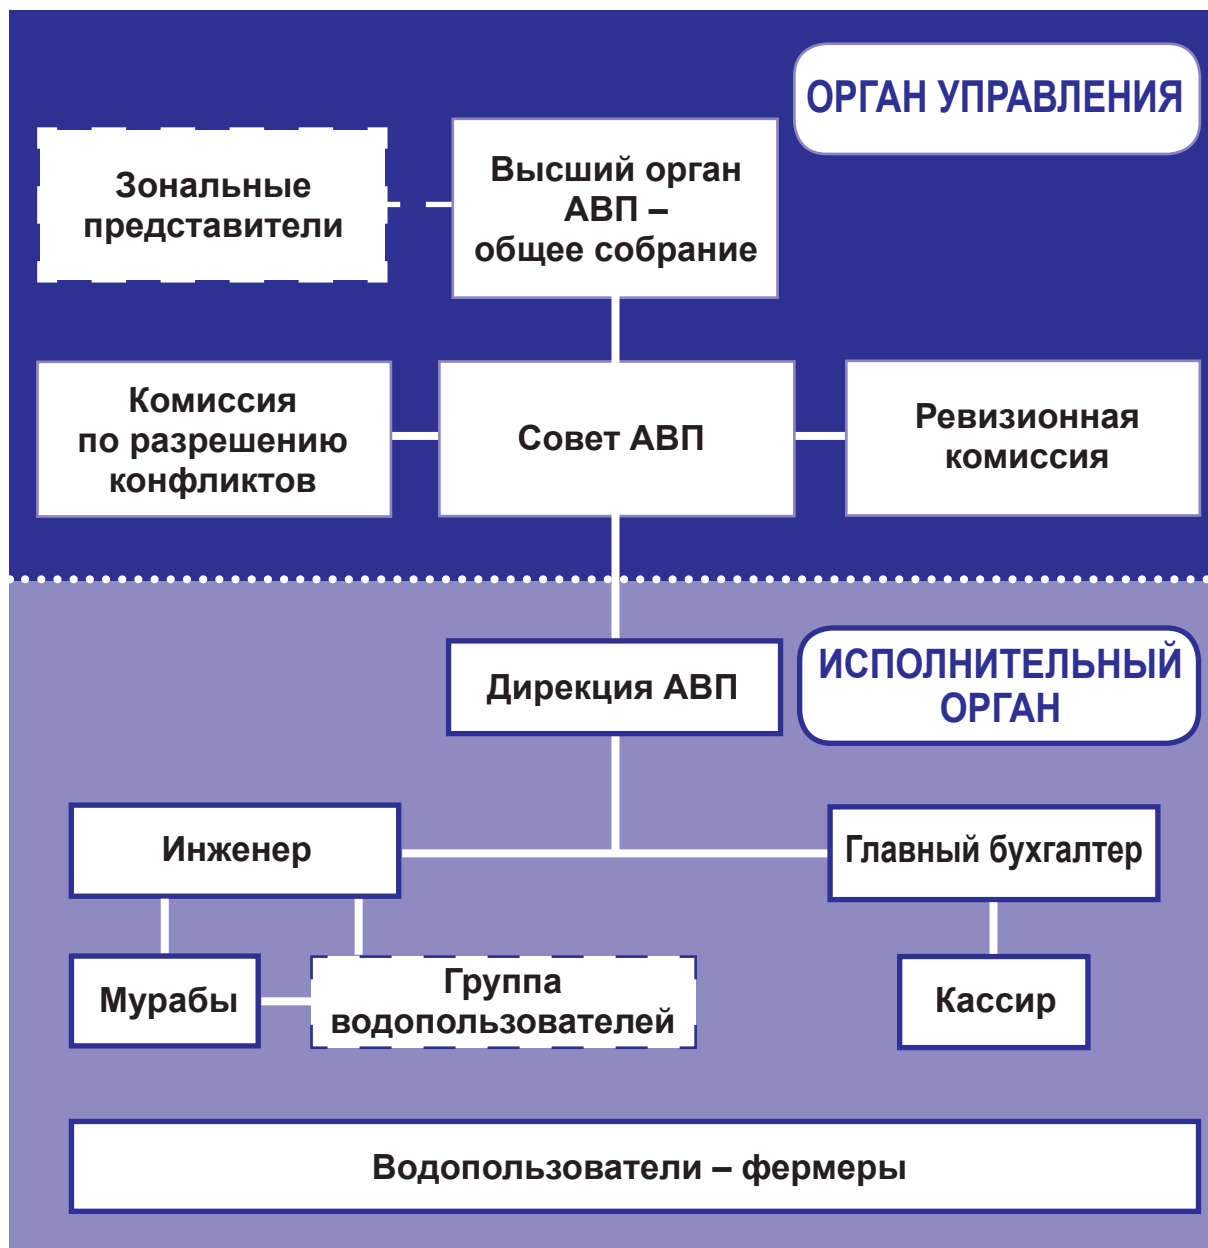 ОРГАН УПРАВЛЕНИЯ
Зональные
представители
Высший орган
АВП –
общее собрание
Комиссия
по разрешению
конфликтов
Совет АВП
Ревизионная
комиссия
Дирекция АВП
ИСПОЛНИТЕЛЬНЫЙ
ОРГАН
Инженер
Главный бухгалтер
Мурабы
Группа
водопользователей
Кассир
Водопользователи – фермеры